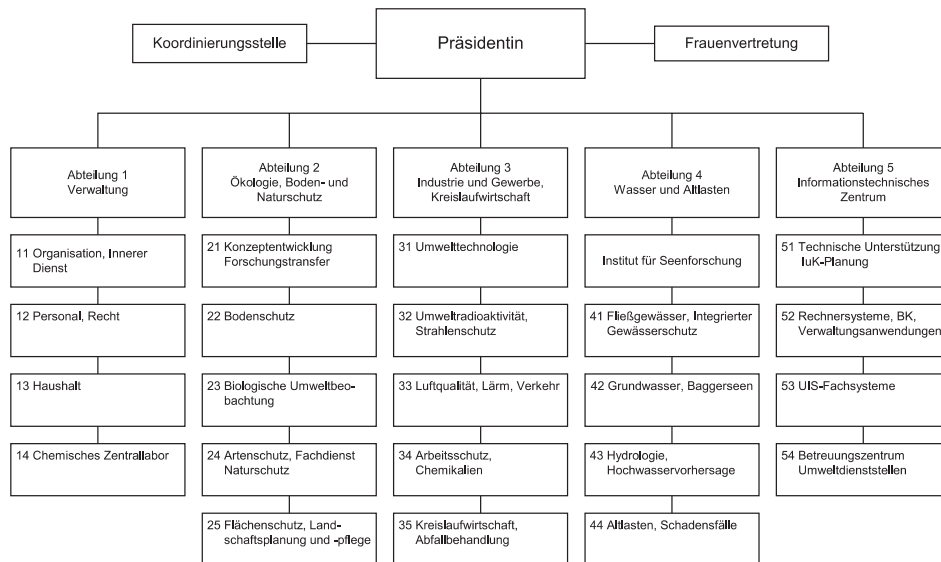 Koordinierungsstelle
Präsidentin
Frauenvertretung
Abteilung 1
Verwaltung
11 Organisation, Innerer
Dienst
12 Personal, Recht
13 Haushalt
14 Chemisches Zentrallabor
Abteilung 2
Ökologie, Boden- und
Naturschutz
21 Konzeptentwicklung
Forschungstransfer
22 Bodenschutz
23 Biologische Umweltbeo-
bachtung
24 Artenschutz, Fachdienst
Naturschutz
25 Flächenschutz, Land-
schaftsplanung und -pflege
Abteilung 3
Industrie und Gewerbe,
Kreislaufwirtschaft
31 Umwelttechnologie
32 Umweltradioaktivität,
Strahlenschutz
33 Luftqualität, Lärm, Verkehr
34 Arbeitsschutz,
Chemikalien
35 Kreislaufwirtschaft,
Abfallbehandlung
Abteilung 4
Wasser und Altlasten
Institut für Seenforschung
41 Fließgewässer, Integrierter
Gewässerschutz
42 Grundwasser, Baggerseen
43 Hydrologie,
Hochwasservorhersage
44 Altlasten, Schadensfälle
Abteilung 5
Informationstechnisches
Zentrum
51 Technische Unterstützung,
IuK-Planung
52 Rechnersysteme, BK,
Verwaltungsanwendungen
53 UIS-Fachsysteme
54 Betreuungszentrum
Umweltdienststellen